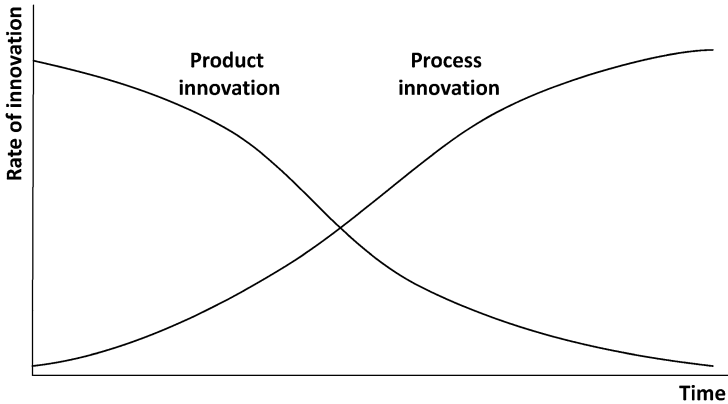 Rate of innovation
Product
innovation
Process
innovation
Time